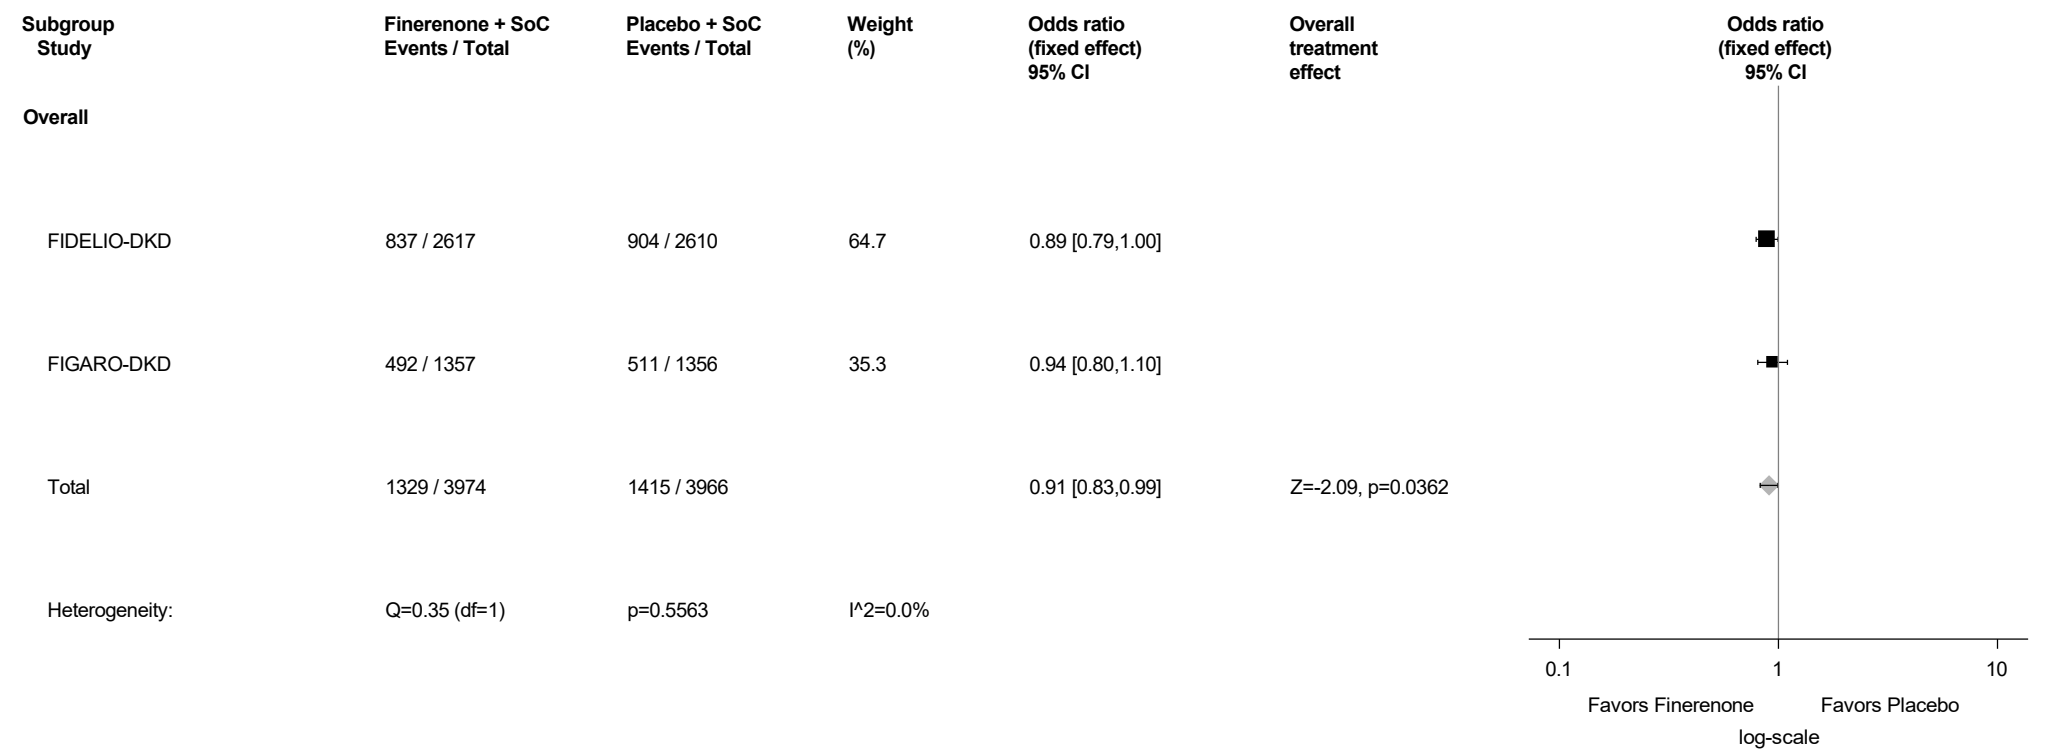 Subgroup Finerenone + SoC Placebo + SoC Weight Odds ratio Overall Odds ratio
Study Events / Total Events / Total (%) (fixed effect) treatment (fixed effect)
95% CI effect 95% CI
Overall
FIDELIO-DKD 837 / 2617 904 / 2610 64.7 0.89 [0.79,1.00]
FIGARO-DKD 492 / 1357 511 / 1356 35.3 0.94 [0.80,1.10]
Total 1329 / 3974 1415 / 3966 0.91 [0.83,0.99] Z=-2.09, p=0.0362
Heterogeneity: Q=0.35 (df=1) p=0.5563 I^2=0.0%
0.1 1 10
Favors Finerenone Favors Placebo
log-scale